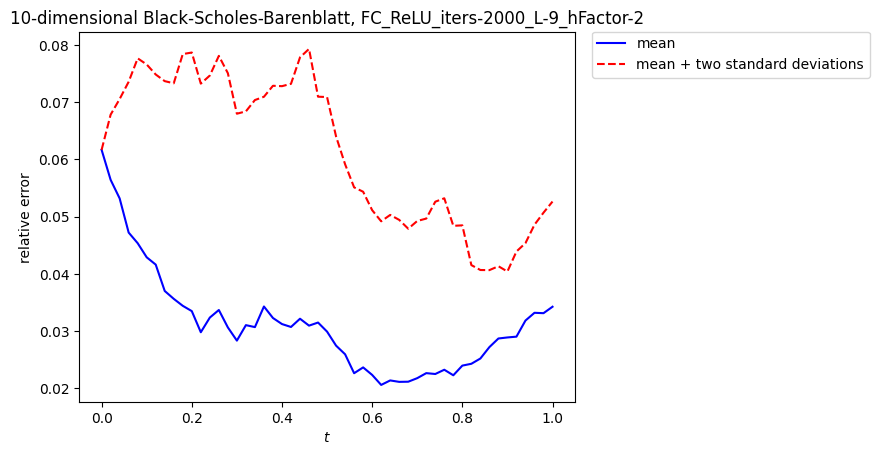 10-dimensional Black-Scholes-Barenblatt, FC_ReLU_iters-2000_L-9_hFactor-2
mean
mean + two standard deviations
relative error
0.08
0.07
0.06
0.05
0.04
0.03
0.02
0.0 0.2 0.4 0.6 0.8 1.0
t